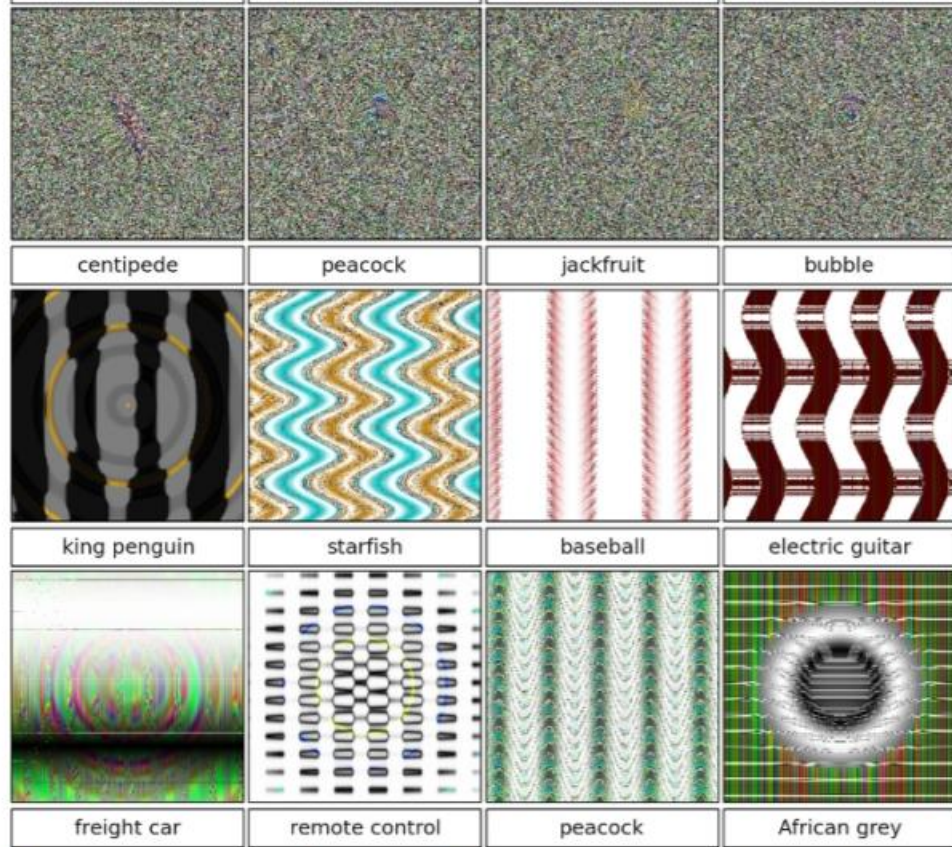 centipede
peacock
jackfruit
bubble
king penguin
starfish
baseball
electric guitar
freight car
remote control
peacock
African grey